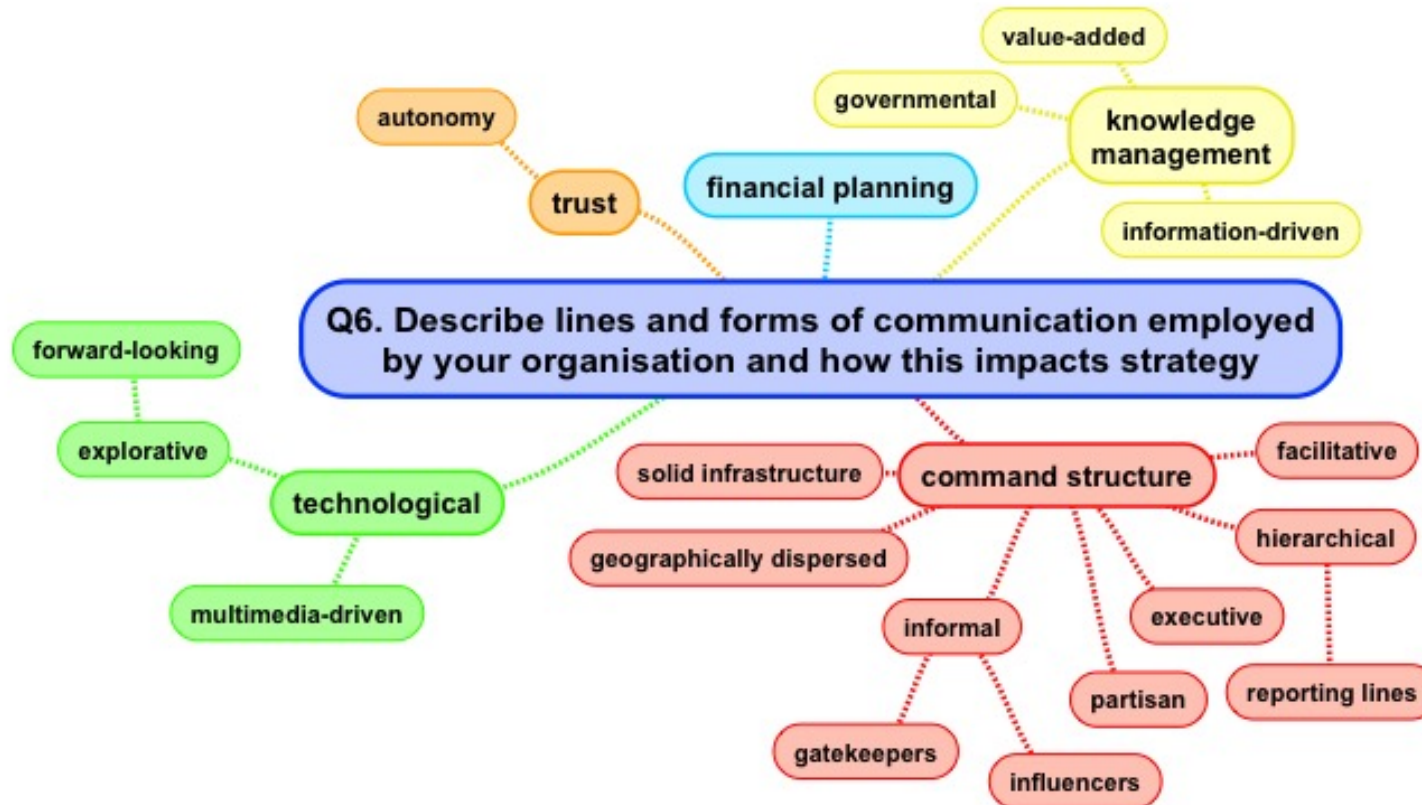 value-added
governmental
knowledge
management
autonomy
financial planning
trust
information-driven
Q6. Describe lines and forms of communication employed
by your organisation and how this impacts strategy
forward-looking
explorative
technological
multimedia-driven
command structure
facilitative
solid infrastructure
hierarchical
geographically dispersed
informal
executive
partisan
reporting lines
gatekeepers
influencers